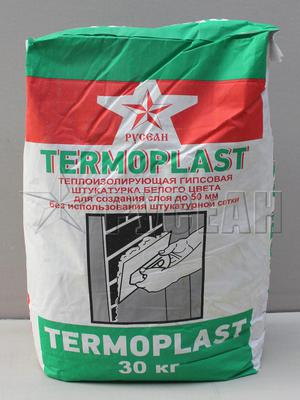 РУСЕАН
TERMOPLAST
ТЕПЛОИЗОЛИРУЮЩАЯ ГИПСОВАЯ
ШТУКАТУРКА БЕЛОГО ЦВЕТА
для создания слоя до 50 мм
без использования штукатурной сетки
РУСЕАН
TERMOPLAST
30 кг